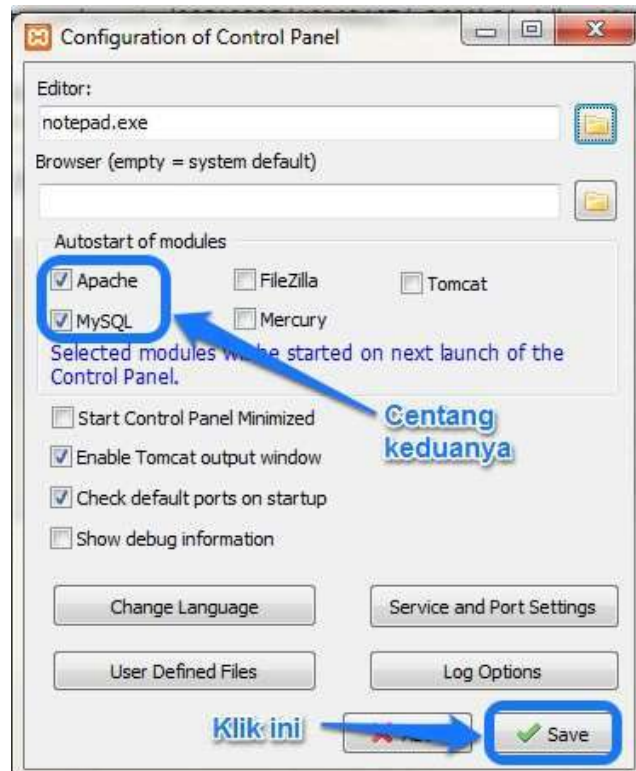 Configuration of Control Panel
Editor:
notepad.exe
Browser (empty = system default)
Autostart of modules
Apache
FileZilla
Tomcat
MySQL
Mercury
Selected modules be started on next launch of the
Control Panel.
Centang
keduanya
Start Control Panel Minimized
Enable Tomcat output window
Check default ports on startup
Show debug information
Change Language
Service and Port Settings
User Defined Files
Log Options
Klik ini
Save